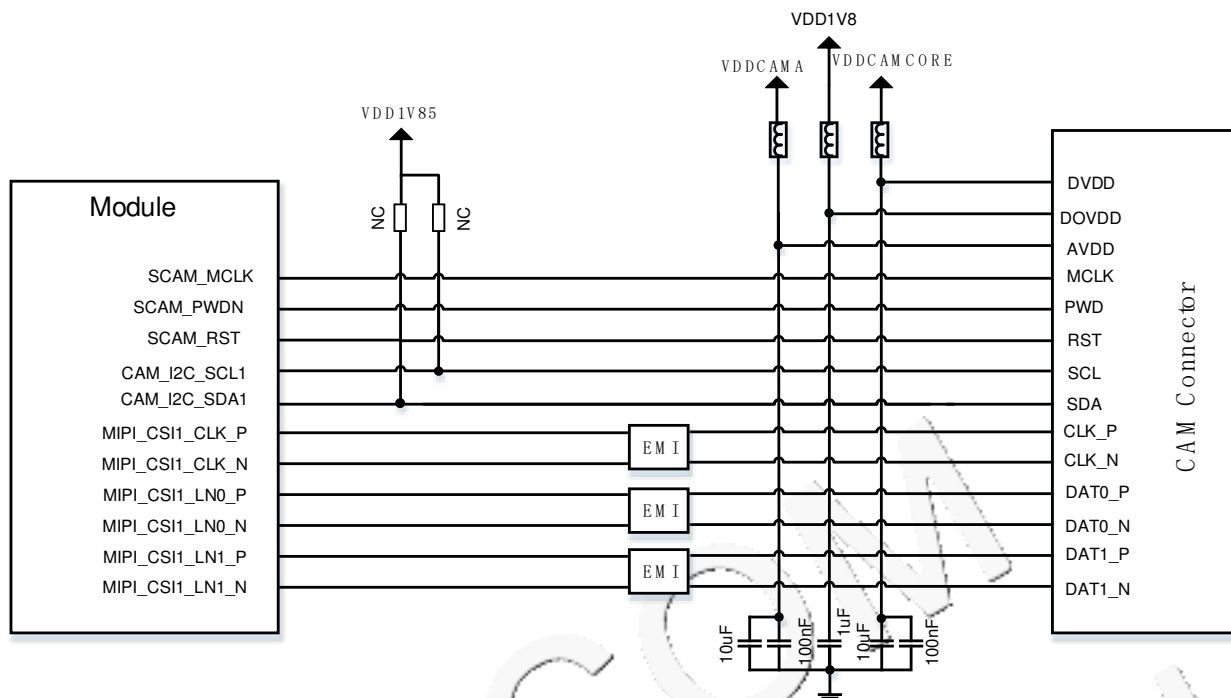 VDD1V8
VDDCAMA
VDDCAMCORE
VDD1V85
Module
NC
NC
SCAM_MCLK
SCAM_PWDN
SCAM_RST
CAM_I2C_SCL1
CAM_I2C_SDA1
MIPI_CSI1_CLK_P
MIPI_CSI1_CLK_N
MIPI_CSI1_LN0_P
MIPI_CSI1_LN0_N
MIPI_CSI1_LN1_P
MIPI_CSI1_LN1_N
EMI
EMI
EMI
DVDD
DOVDD
AVDD
MCLK
PWD
RST
SCL
SDA
CLK_P
CLK_N
DAT0_P
DAT0_N
DAT1_P
DAT1_N
CAM Connector
10uF
100nF
1uF
10uF
100nF
COM